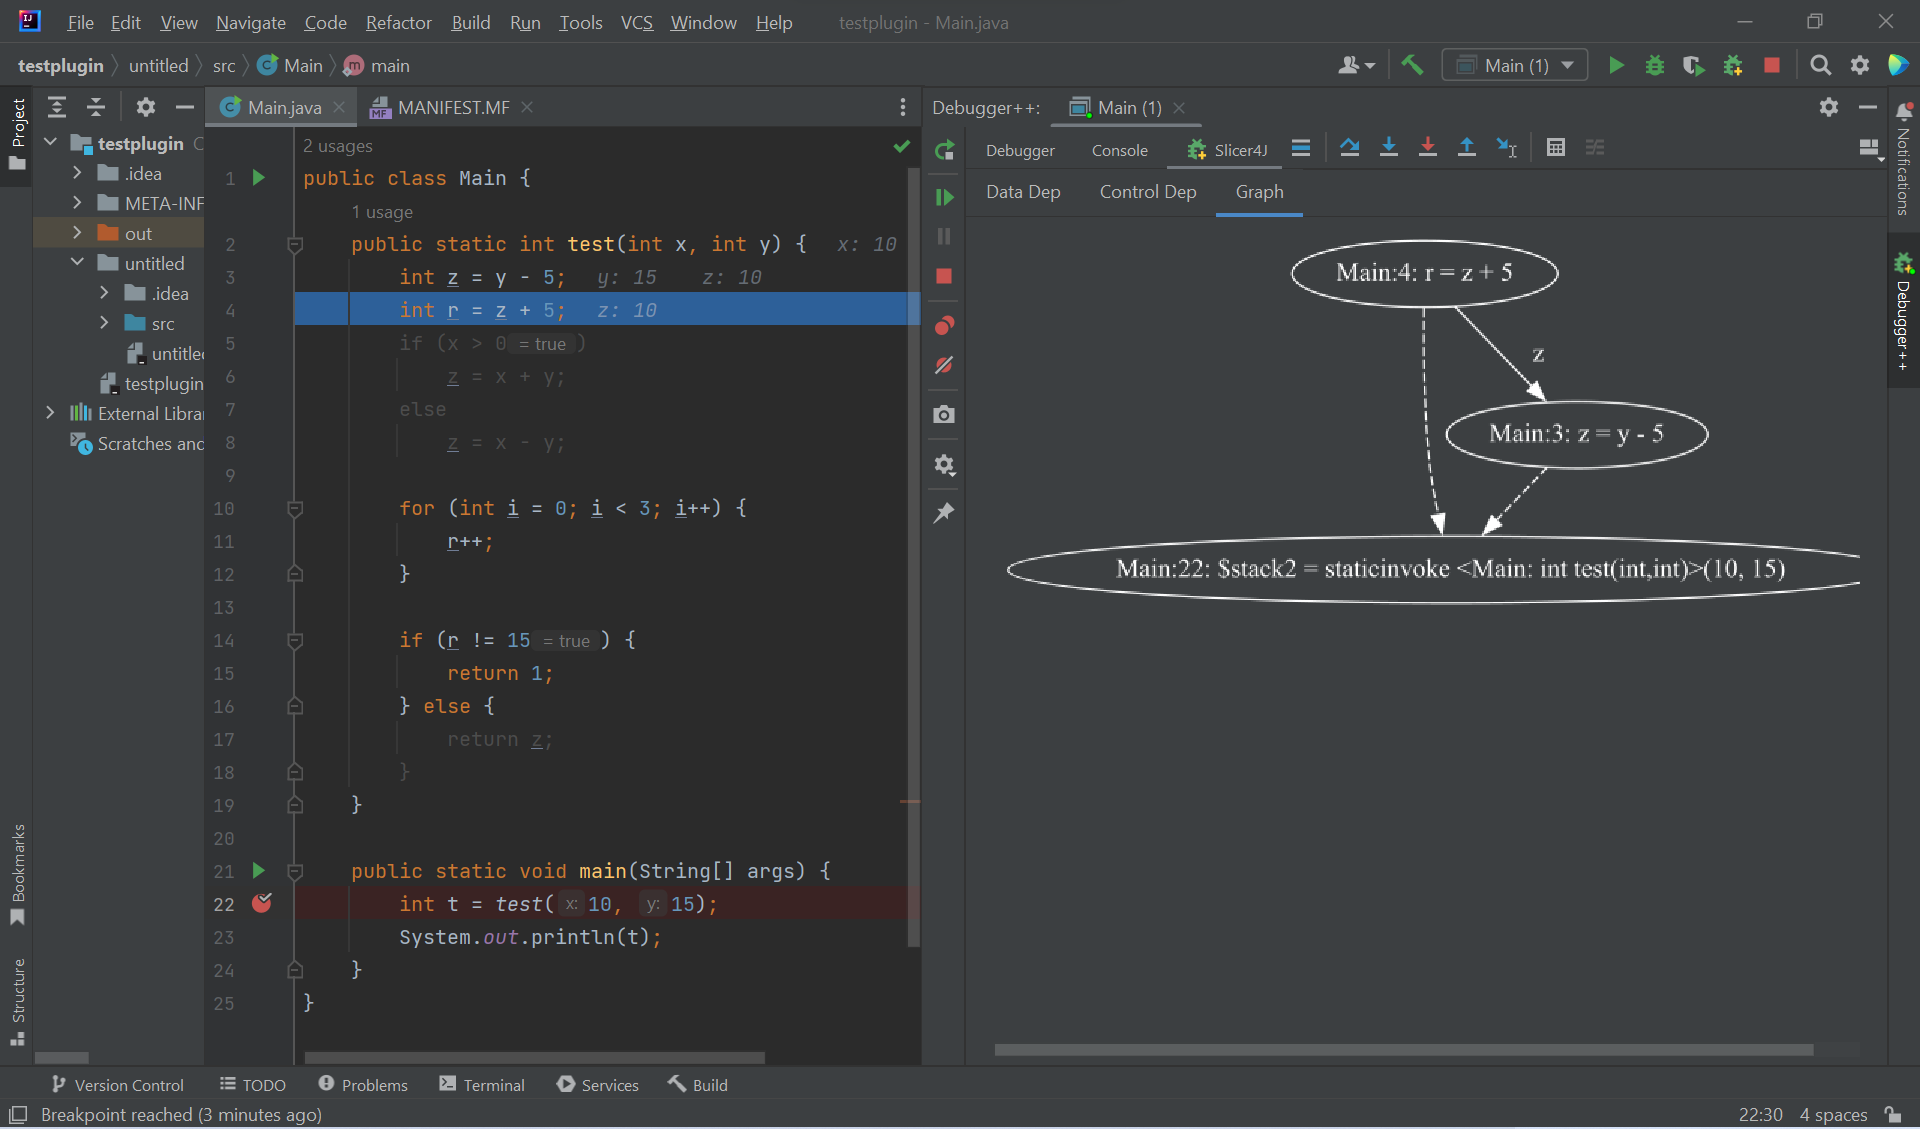 File Edit View Navigate Code Refactor Build Run Tools VCS Window Help testplugin - Main.java
testplugin untitled src Main main
Main (1)
Project
testplugin
.idea
META-INF
out
untitled
.idea
src
testplugin
External Libra
Scratches and
Bookmarks
Structure
Main.java MANIFEST.MF
2 usages
1 public class Main {
1 usage
2 public static int test(int x, int y) { x: 10
3 int z = y - 5; y: 15 z: 10
4 int r = z + 5; z: 10
5 if (x > 0 = true )
6 z = x + y;
7 else
8 z = x - y;
9
10 for (int i = 0; i < 3; i++) {
11 r++;
12 }
13
14 if (r != 15 = true ) {
15 return 1;
16 } else {
17 return z;
18 }
19 }
20
21 public static void main(String[] args) {
22 int t = test( x: 10, y: 15);
23 System.out.println(t);
24 }
25 }
Debugger++: Main (1)
Debugger Console Slicer4J
Data Dep Control Dep Graph
Main:4: r = z + 5
z
Main:3: z = y - 5
Main:22: $stack2 = staticinvoke <Main: int test(int,int)>(10, 15)
Notifications
Debugger++
Version Control TODO Problems Terminal Services Build
Breakpoint reached (3 minutes ago) 22:30 4 spaces